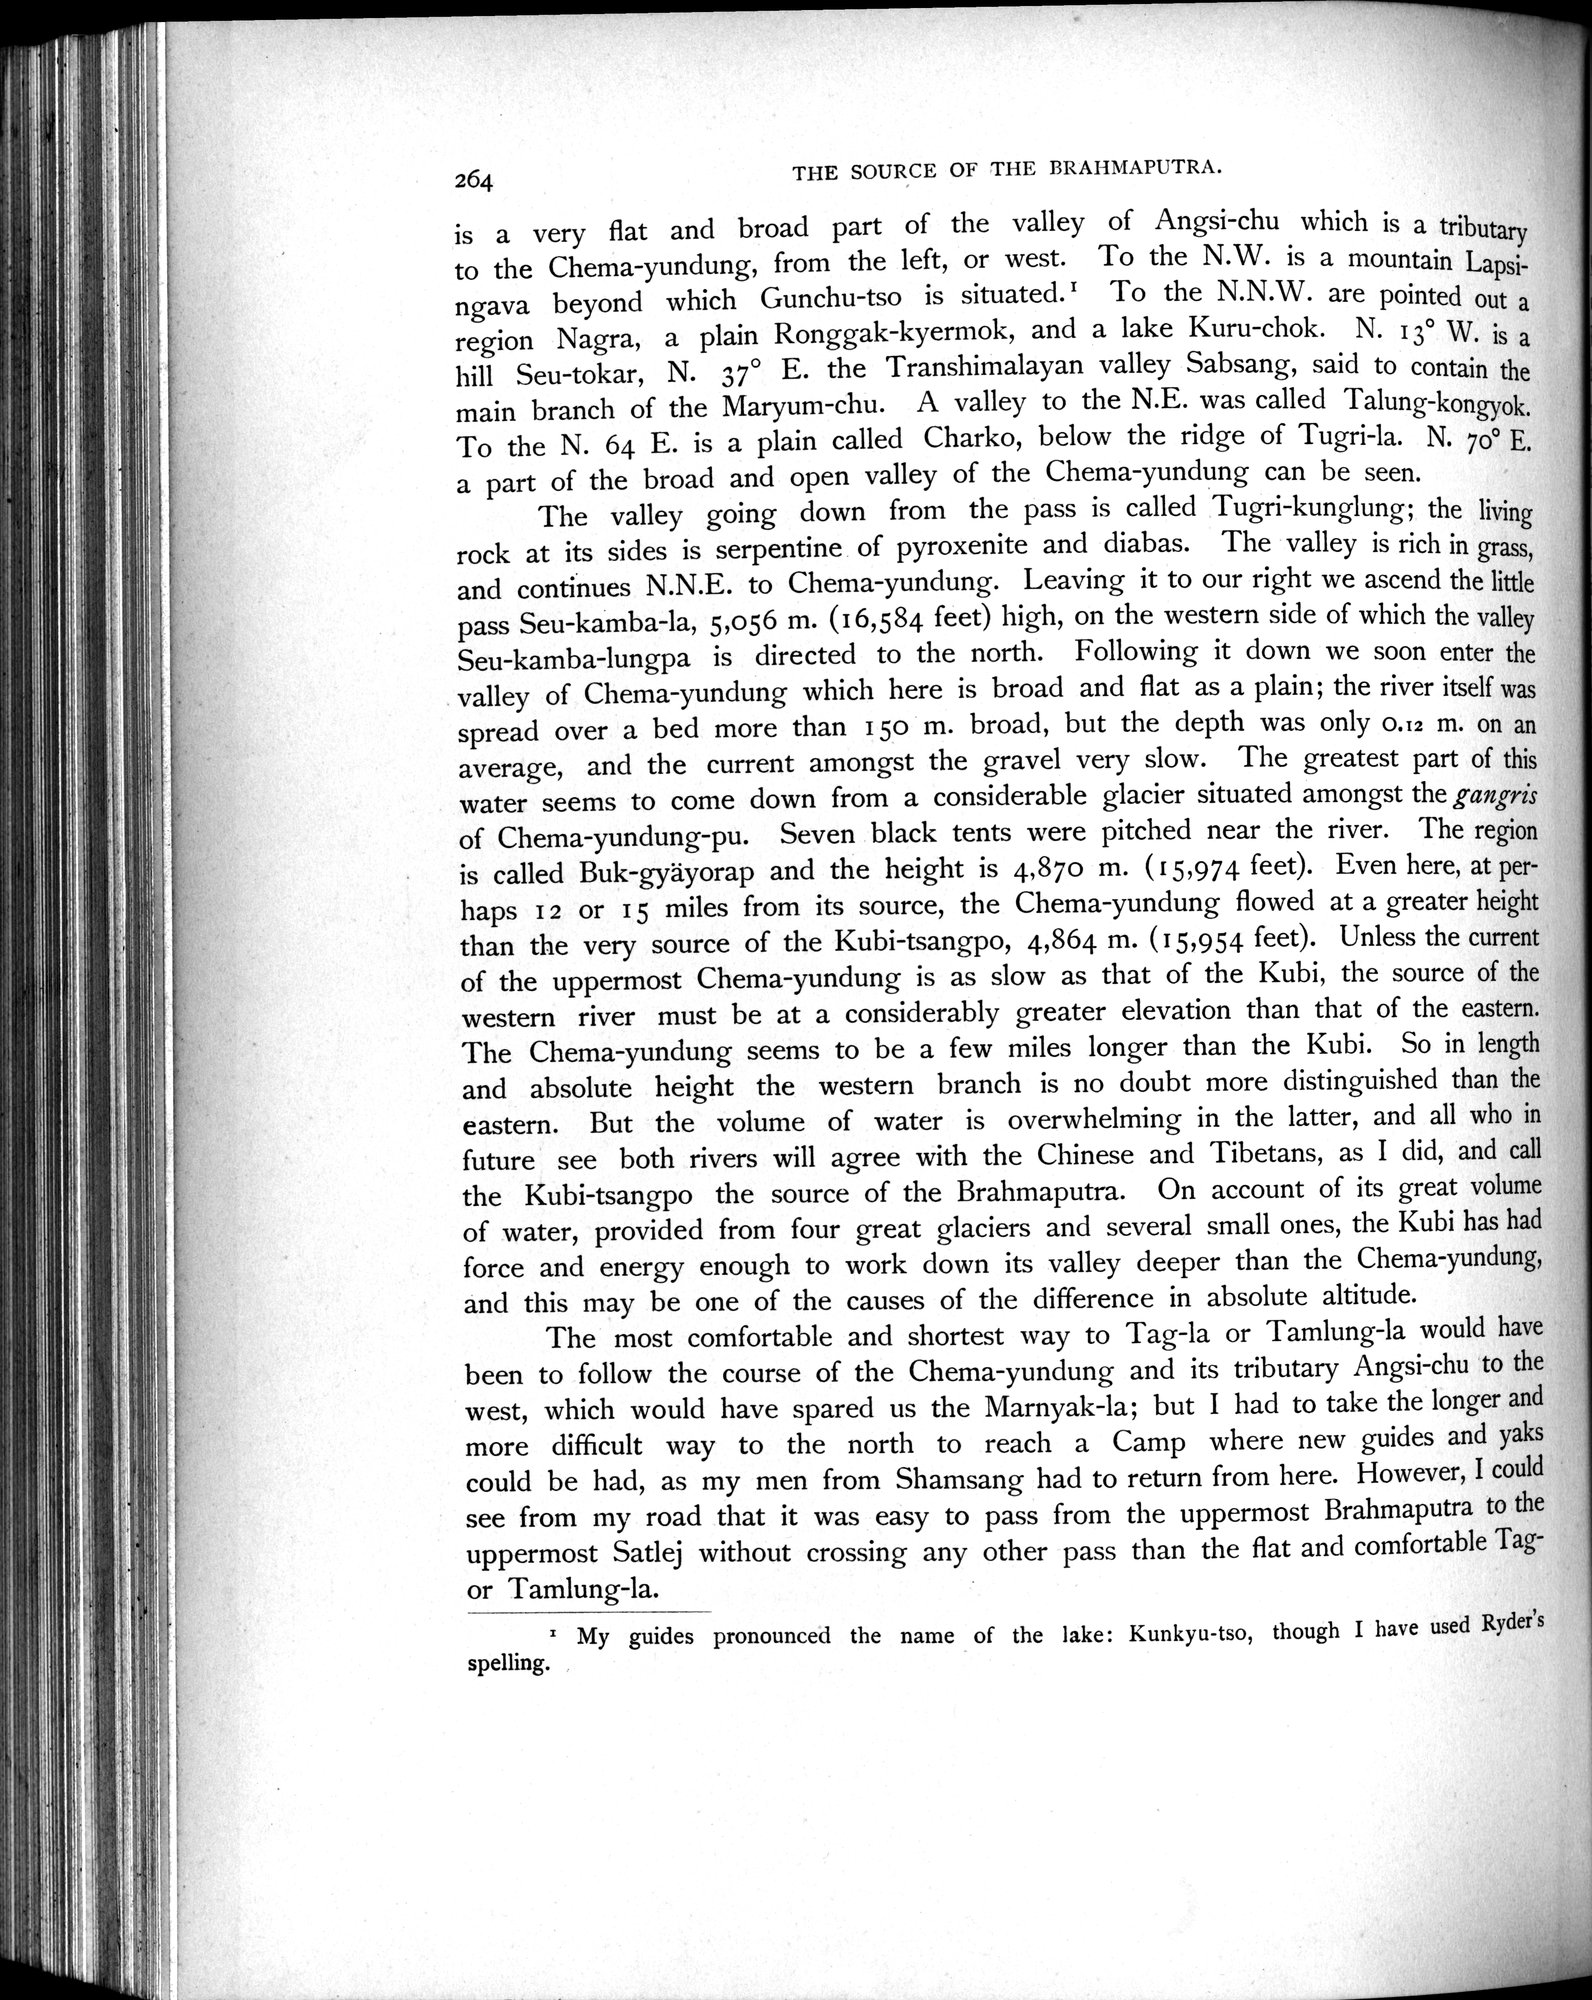 264 THE SOURCE OF THE BRAHMAPUTRA.
is a very flat and broad part of the valley of Angsi-chu which is a tributary
to the Chema-yundung, from the left, or west. To the N.W. is a mountain Lapsi-
ngava beyond which Gunchu-tso is situated.¹ To the N.N.W. are pointed out a
region Nagra, a plain Ronggak-kyermok, and a lake Kuru-chok. N. 13° W. is a
hill Seu-tokar, N. 37° E. the Transhimalayan valley Sabsang, said to contain the
main branch of the Maryum-chu. A valley to the N.E. was called Talung-kongyok.
To the N. 64 E. is a plain called Charko, below the ridge of Tugri-la. N. 70° E.
a part of the broad and open valley of the Chema-yundung can be seen.
The valley going down from the pass is called Tugri-kunglung; the living
rock at its sides is serpentine of pyroxenite and diabas. The valley is rich in grass,
and continues N.N.E. to Chema-yundung. Leaving it to our right we ascend the little
pass Seu-kamba-la, 5,056 m. (16,584 feet) high, on the western side of which the valley
Seu-kamba-lungpa is directed to the north. Following it down we soon enter the
valley of Chema-yundung which here is broad and flat as a plain; the river itself was
spread over a bed more than 150 m. broad, but the depth was only 0.12 m. on an
average, and the current amongst the gravel very slow. The greatest part of this
water seems to come down from a considerable glacier situated amongst the gangris
of Chema-yundung-pu. Seven black tents were pitched near the river. The region
is called Buk-gyäyorap and the height is 4,870 m. (15,974 feet). Even here, at per-
haps 12 or 15 miles from its source, the Chema-yundung flowed at a greater height
than the very source of the Kubi-tsangpo, 4,864 m. (15,954 feet). Unless the current
of the uppermost Chema-yundung is as slow as that of the Kubi, the source of the
western river must be at a considerably greater elevation than that of the eastern.
The Chema-yundung seems to be a few miles longer than the Kubi. So in length
and absolute height the western branch is no doubt more distinguished than the
eastern. But the volume of water is overwhelming in the latter, and all who in
future see both rivers will agree with the Chinese and Tibetans, as I did, and call
the Kubi-tsangpo the source of the Brahmaputra. On account of its great volume
of water, provided from four great glaciers and several small ones, the Kubi has had
force and energy enough to work down its valley deeper than the Chema-yundung,
and this may be one of the causes of the difference in absolute altitude.
The most comfortable and shortest way to Tag-la or Tamlung-la would have
been to follow the course of the Chema-yundung and its tributary Angsi-chu to the
west, which would have spared us the Marnyak-la; but I had to take the longer and
more difficult way to the north to reach a Camp where new guides and yaks
could be had, as my men from Shamsang had to return from here. However, I could
see from my road that it was easy to pass from the uppermost Brahmaputra to the
uppermost Satlej without crossing any other pass than the flat and comfortable Tag-
or Tamlung-la.
¹ My guides pronounced the name of the lake: Kunkyu-tso, though I have used Ryder's
spelling.